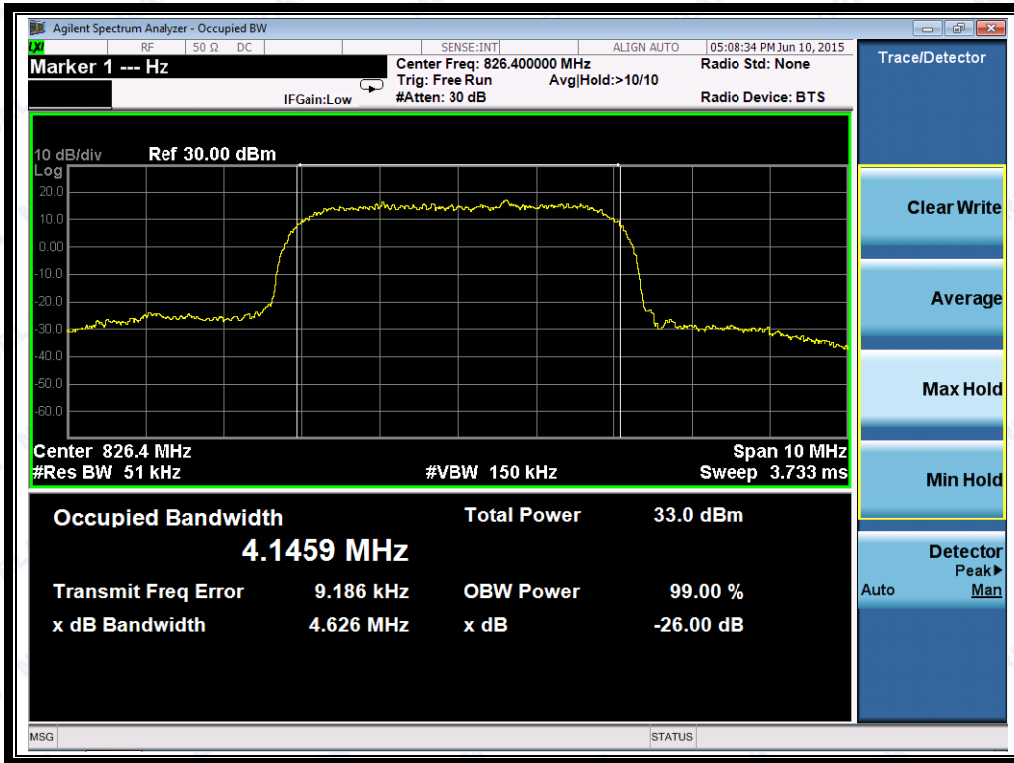 Agilent Spectrum Analyzer - Occupied BW
LXI RF 50 Ω DC SENSE:INT ALIGN AUTO 05:08:34 PM Jun 10, 2015
Marker 1 --- Hz
Center Freq: 826.400000 MHz
Radio Std: None
Trig: Free Run Avg|Hold:>10/10
IFGain:Low #Atten: 30 dB Radio Device: BTS
10 dB/div Ref 30.00 dBm
Log
20.0
10.0
0.00
-10.0
-20.0
-30.0
-40.0
-50.0
-60.0
Center 826.4 MHz Span 10 MHz
#Res BW 51 kHz #VBW 150 kHz Sweep 3.733 ms
Occupied Bandwidth Total Power 33.0 dBm
4.1459 MHz
Transmit Freq Error 9.186 kHz OBW Power 99.00 %
x dB Bandwidth 4.626 MHz x dB -26.00 dB
MSG STATUS
Trace/Detector
Clear Write
Average
Max Hold
Min Hold
Detector
Peak▶
Auto Man